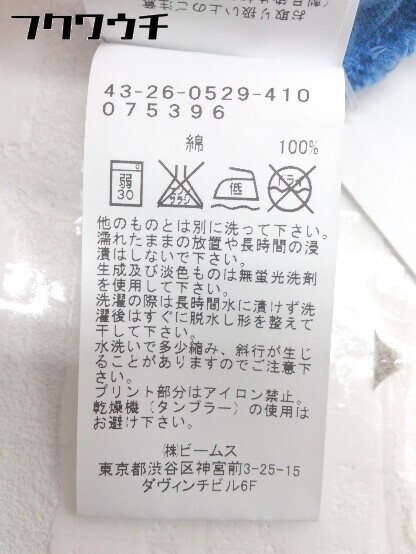 フクワウチ
お取り扱い上のご注意
43-26-0529-410
075396
綿 100%
弱 30
エンソ サラシ
低
ドライ
他のものとは別に洗って下さい。
濡れたままの放置や長時間の浸
漬はしないで下さい。
生成及び淡色ものは無蛍光洗剤
を使用して下さい。
洗濯の際は長時間水に漬けず洗
濯後はすぐに脱水し形を整えて
干して下さい。
水洗いで多少縮み、斜行が生じ
ることがありますのでご注意下
さい。
プリント部分はアイロン禁止。
乾燥機（タンブラー）の使用は
お避け下さい。
㈱ビームス
東京都渋谷区神宮前3-25-15
ダヴィンチビル6F